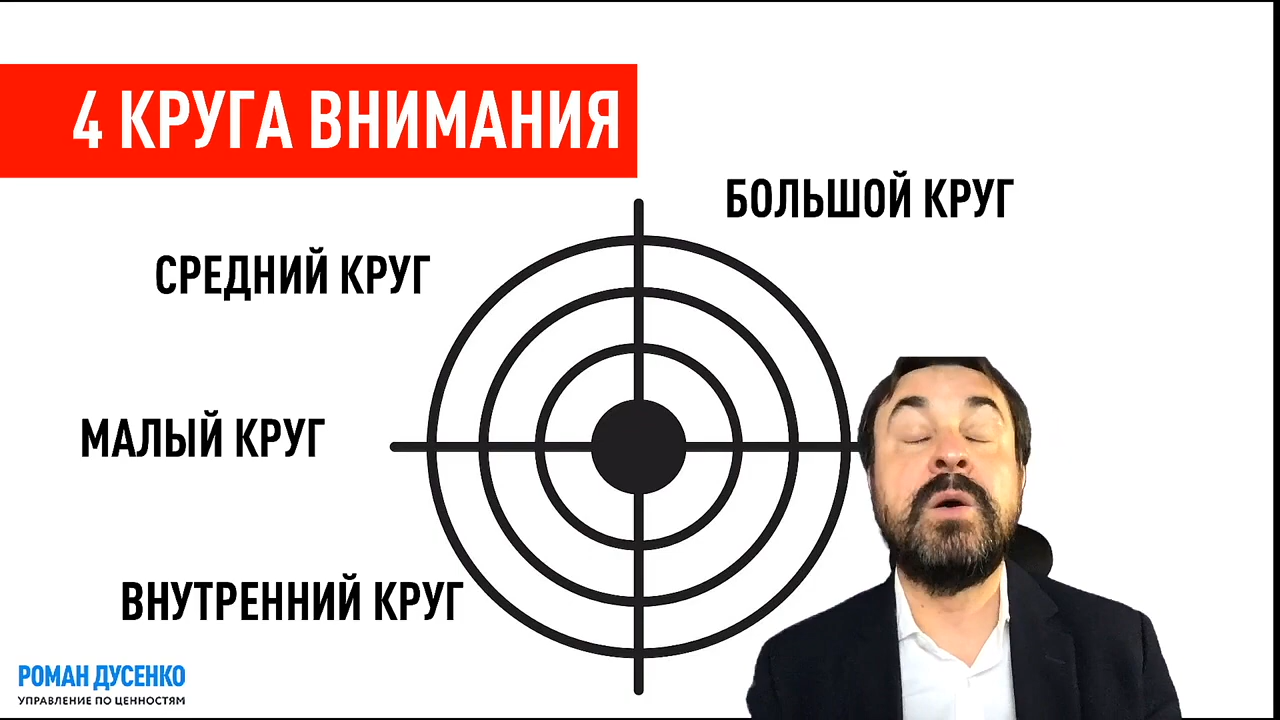 4 КРУГА ВНИМАНИЯ
БОЛЬШОЙ КРУГ
СРЕДНИЙ КРУГ
МАЛЫЙ КРУГ
ВНУТРЕННИЙ КРУГ
РОМАН ДУСЕНКО
УПРАВЛЕНИЕ ПО ЦЕННОСТЯМ